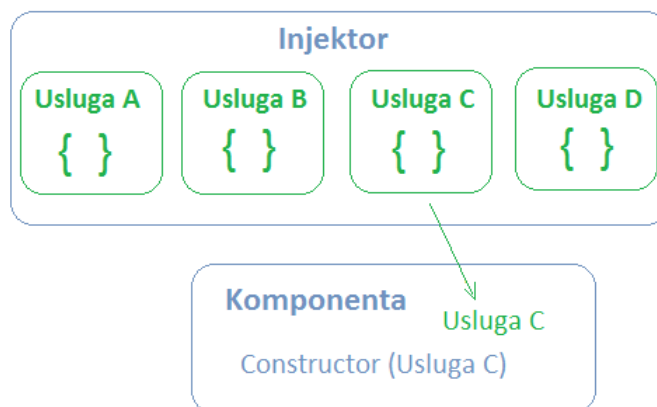 Injektor
Usluga A Usluga B Usluga C Usluga D
{ } { } { } { }
Komponenta
Usluga C
Constructor (Usluga C)